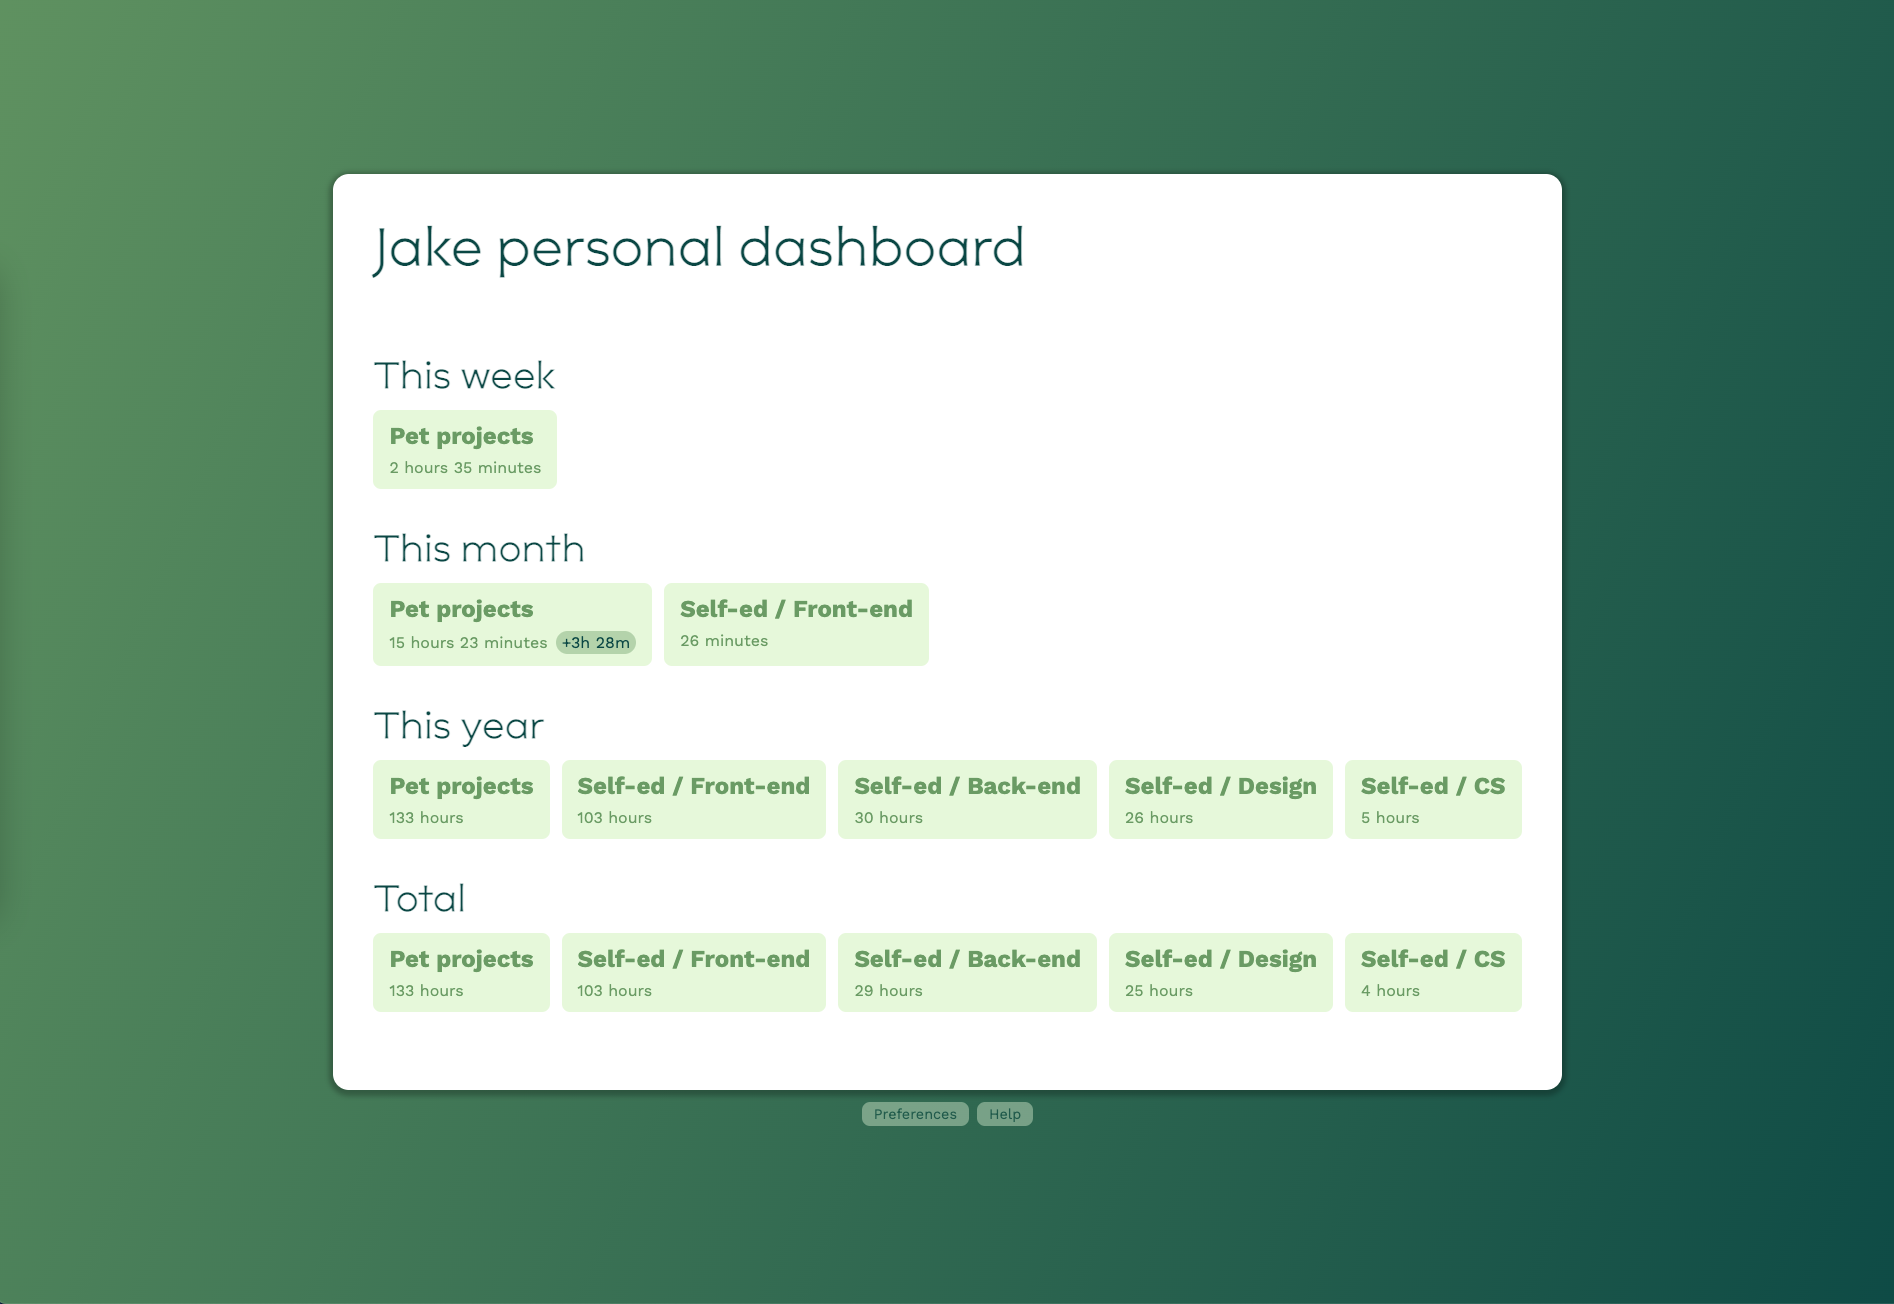 Jake personal dashboard
This week
Pet projects
2 hours 35 minutes
This month
Pet projects
15 hours 23 minutes +3h 28m
Self-ed / Front-end
26 minutes
This year
Pet projects
133 hours
Self-ed / Front-end
103 hours
Self-ed / Back-end
30 hours
Self-ed / Design
26 hours
Self-ed / CS
5 hours
Total
Pet projects
133 hours
Self-ed / Front-end
103 hours
Self-ed / Back-end
29 hours
Self-ed / Design
25 hours
Self-ed / CS
4 hours
Preferences
Help